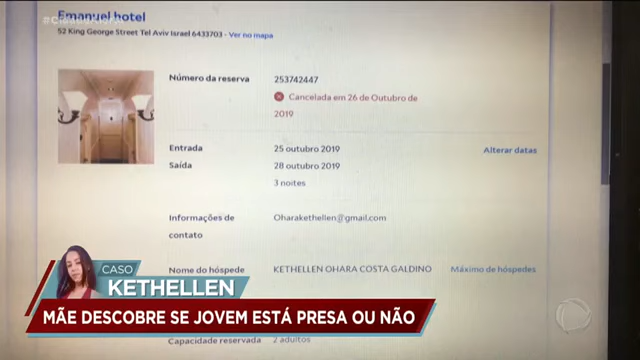 Emanuel hotel
52 King George Street Tel Aviv Israel 6433703 - Ver no mapa
Número da reserva
253742447
Cancelada em 26 de Outubro de
2019
Entrada
25 outubro 2019
Alterar datas
Saída
28 outubro 2019
3 noites
Informações de
contato
Oharakethellen@gmail.com
Nome do hóspede
KETHELLEN OHARA COSTA GALDINO
Máximo de hóspedes
CASO
KETHELLEN
MÃE DESCOBRE SE JOVEM ESTÁ PRESA OU NÃO
Capacidade reservada
2 adultos